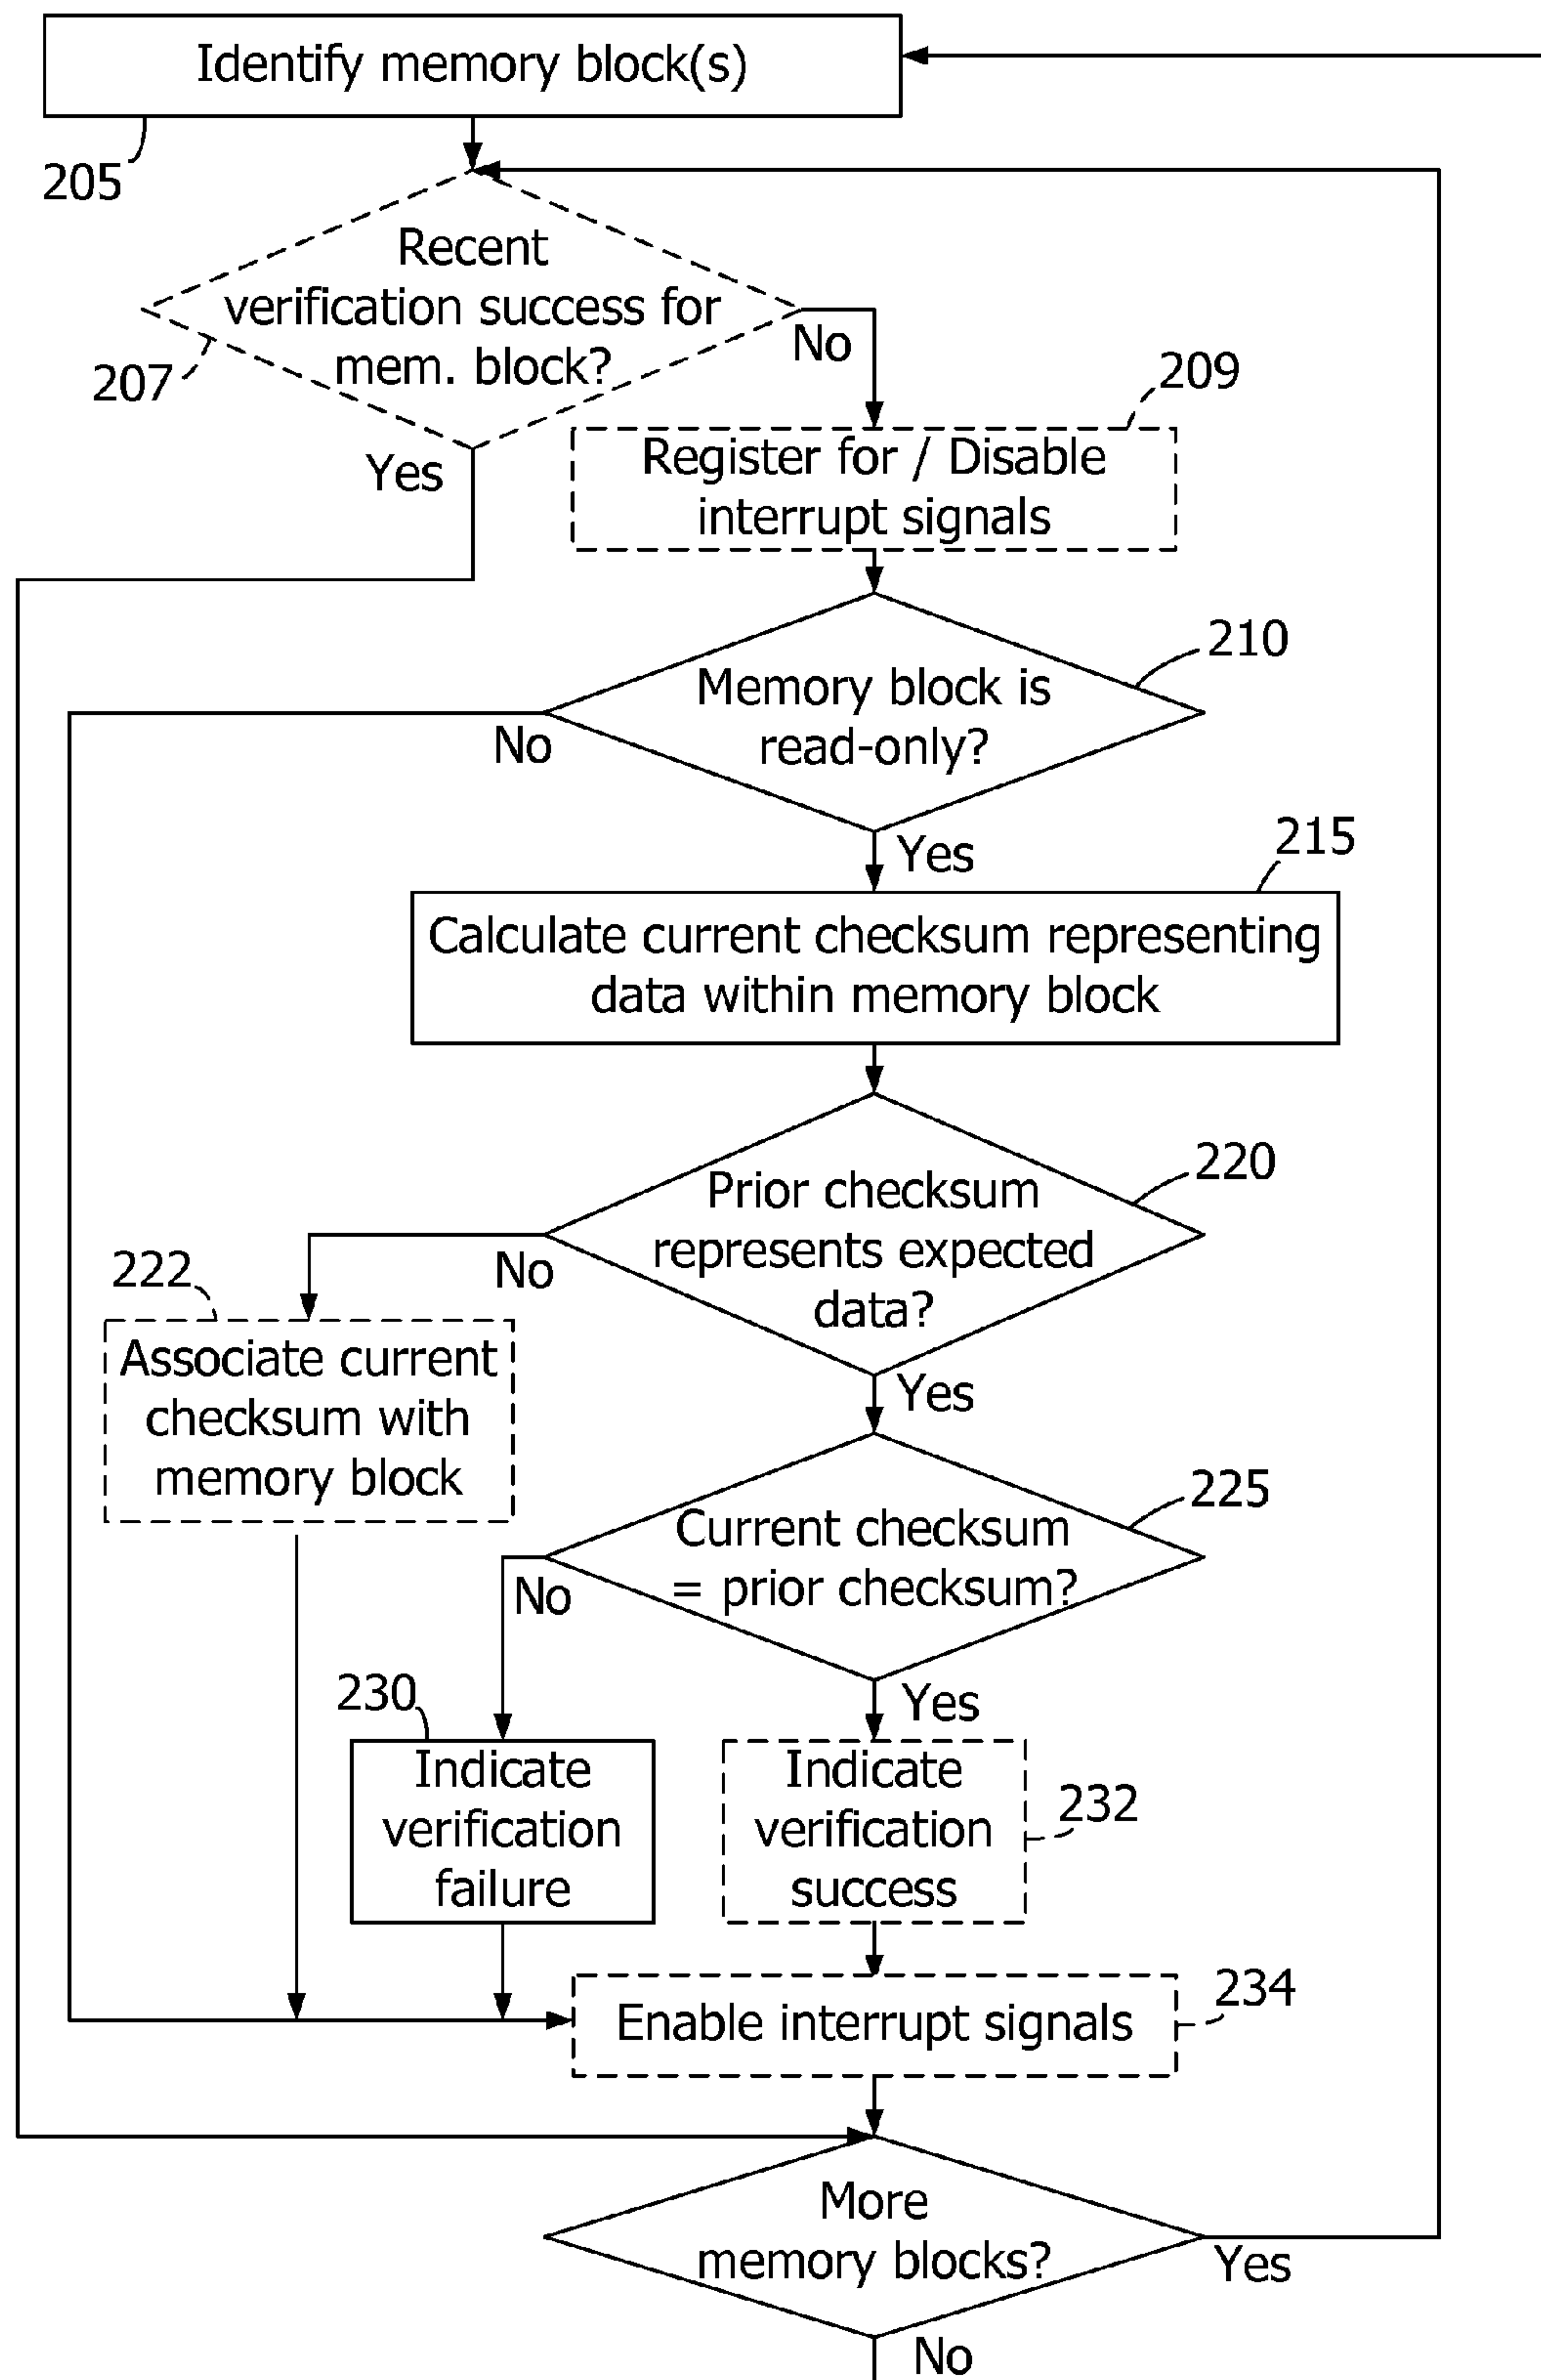 Identify memory block(s)
205
Recent
verification success for
mem. block?
207
No
Yes
209
Register for / Disable
interrupt signals
210
Memory block is
read-only?
No
Yes
215
Calculate current checksum representing
data within memory block
220
Prior checksum
represents expected
data?
No
Yes
222
Associate current
checksum with
memory block
225
Current checksum
= prior checksum?
No
Yes
230
Indicate
verification
failure
Indicate
verification
success
232
234
Enable interrupt signals
More
memory blocks?
Yes
No